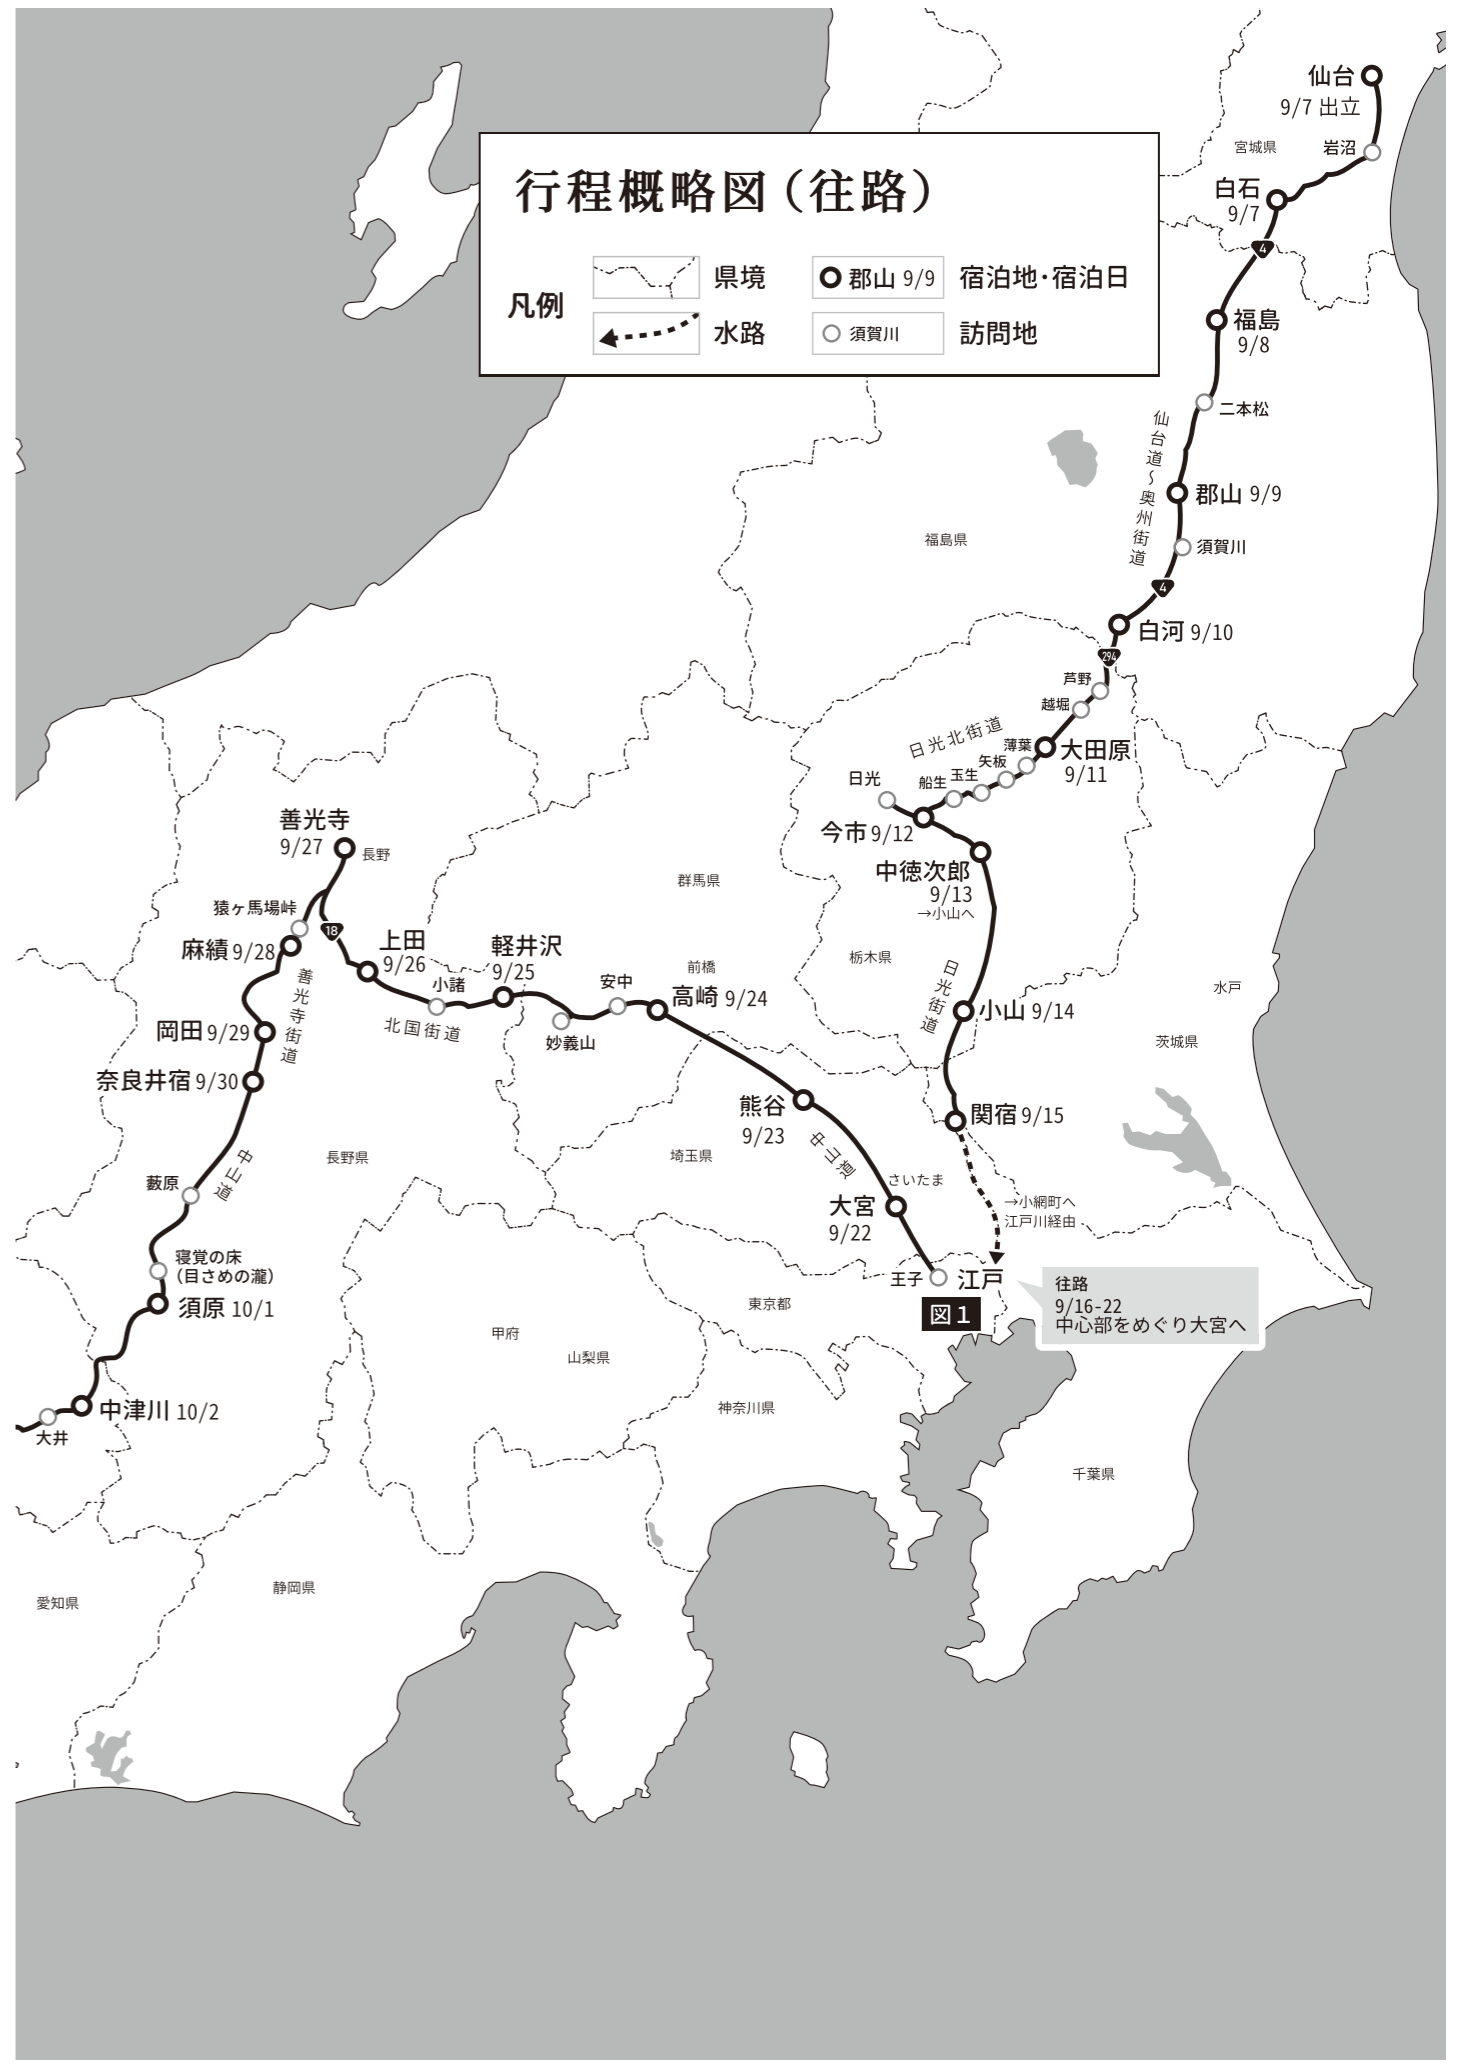 行程概略図（往路）
凡例
県境
郡山 9/9
宿泊地・宿泊日
水路
須賀川
訪問地
仙台
9/7 出立
宮城県
岩沼
白石
9/7
4
福島
9/8
二本松
仙台道～奥州街道
郡山 9/9
福島県
須賀川
4
白河 9/10
294
芦野
越堀
日光北街道
薄葉
大田原
9/11
矢板
玉生
船生
日光
今市 9/12
中徳次郎
9/13
→小山へ
栃木県
日光街道
小山 9/14
水戸
茨城県
関宿 9/15
→小網町へ
江戸川経由
江戸
図1
往路
9/16-22
中心部をめぐり大宮へ
王子
さいたま
大宮
9/22
中山道
熊谷
9/23
埼玉県
群馬県
前橋
高崎 9/24
安中
妙義山
軽井沢
9/25
小諸
北国街道
上田
9/26
18
善光寺
9/27
長野
猿ヶ馬場峠
麻績 9/28
善光寺街道
岡田 9/29
奈良井宿 9/30
長野県
中山道
藪原
寝覚の床
（目さめの瀧）
須原 10/1
中津川 10/2
大井
東京都
甲府
山梨県
神奈川県
千葉県
静岡県
愛知県